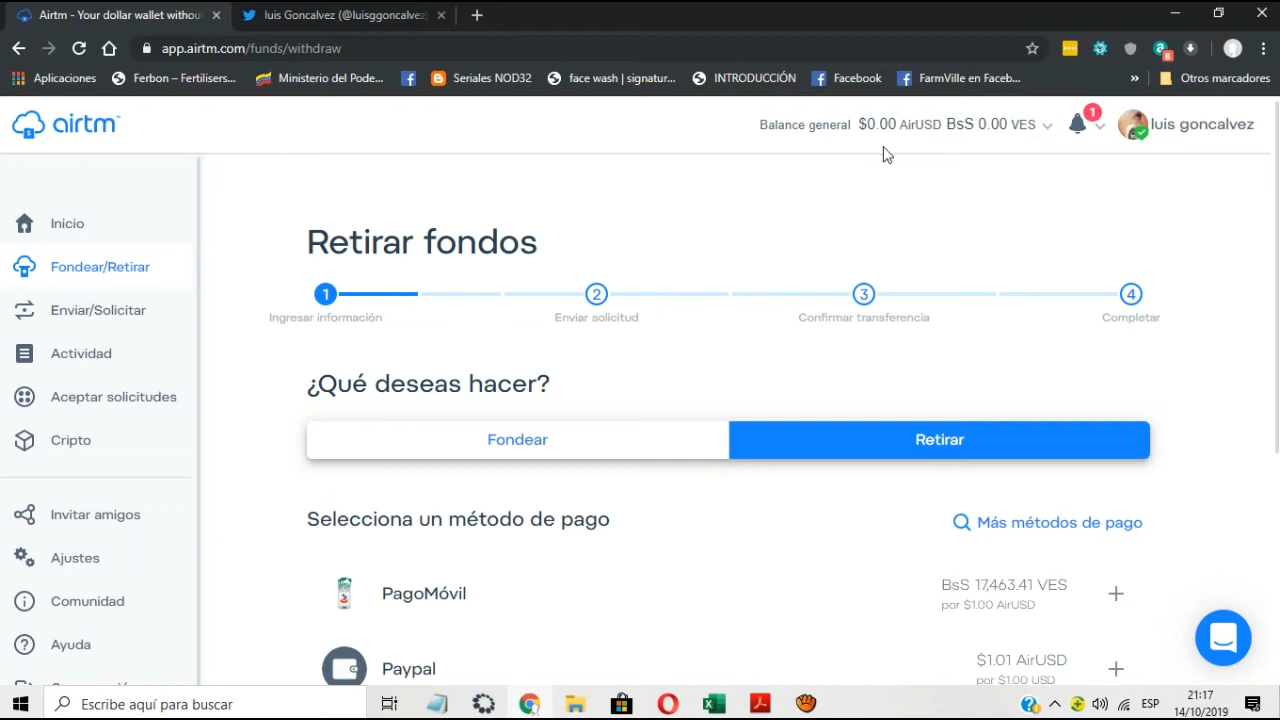 Airtm - Your dollar wallet withou
luis Goncalvez (@luisggoncalvez
app.airtm.com/funds/withdraw
8
Aplicaciones
Ferbon – Fertilisers...
Ministerio del Pode...
Seriales NOD32
face wash | signatur...
INTRODUCCIÓN
Facebook
FarmVille en Faceb...
»
Otros marcadores
airtm
Balance general $0.00 AirUSD BsS 0.00 VES
1
luis goncalvez
Inicio
Fondear/Retirar
Enviar/Solicitar
Actividad
Aceptar solicitudes
Cripto
Invitar amigos
Ajustes
Comunidad
Ayuda
Retirar fondos
1
2
3
4
Ingresar información
Enviar solicitud
Confirmar transferencia
Completar
¿Qué deseas hacer?
Fondear
Retirar
Selecciona un método de pago
Más métodos de pago
PagoMóvil
BsS 17,463.41 VES
por $1.00 AirUSD
Paypal
$1.01 AirUSD
por $1.00 USD
Escribe aquí para buscar
ESP
21:17
14/10/2019